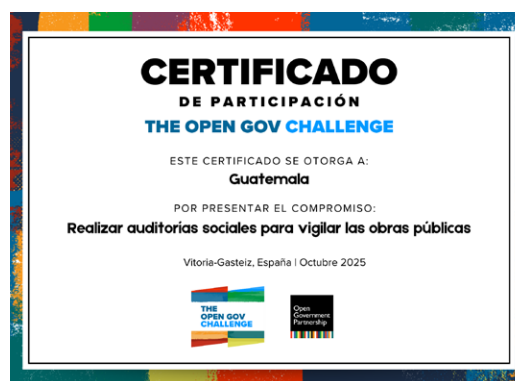 CERTIFICADO
DE PARTICIPACIÓN
THE OPEN GOV CHALLENGE
ESTE CERTIFICADO SE OTORGA A:
Guatemala
POR PRESENTAR EL COMPROMISO:
Realizar auditorías sociales para vigilar las obras públicas
Vitoria-Gasteiz, España | Octubre 2025
THE
OPEN GOV
CHALLENGE
Open
Government
Partnership